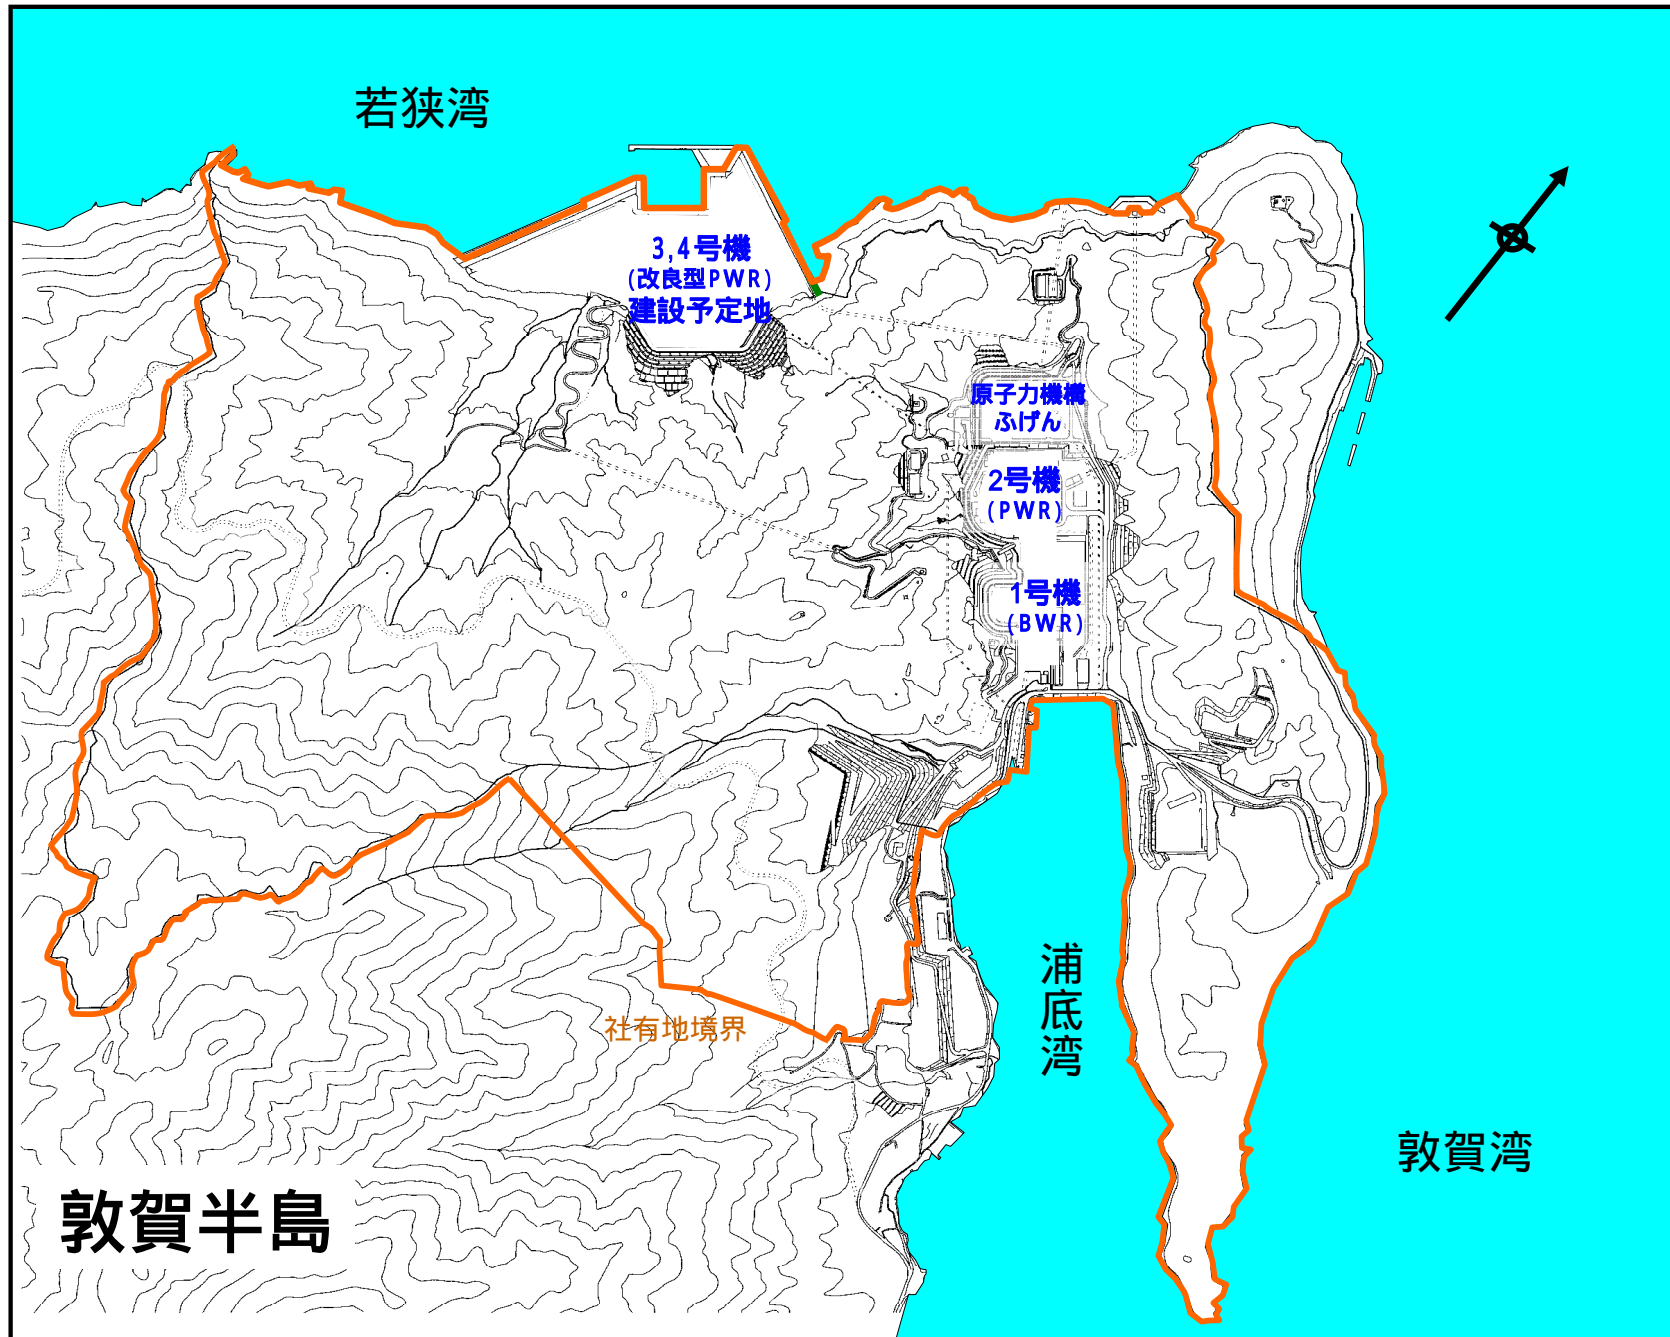 若狭湾
3,4号機
(改良型PWR)
建設予定地
原子力機構
ふげん
2号機
(PWR)
1号機
(BWR)
浦底湾
社有地境界
敦賀湾
敦賀半島